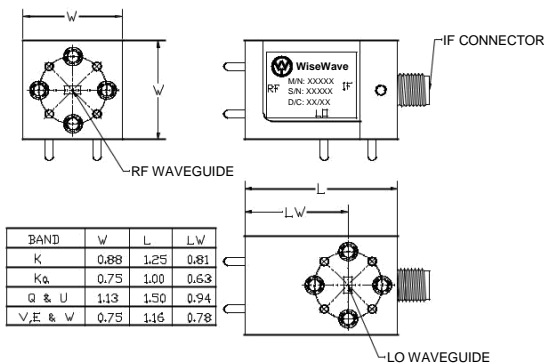 W
W
IF CONNECTOR
WiseWave
M/N: XXXXX
S/N: XXXXX
D/C: XX/XX
RF
IF
LO
RF WAVEGUIDE
L
LW
BAND W L LW
K 0.88 1.25 0.81
Ka 0.75 1.00 0.63
Q & U 1.13 1.50 0.94
V,E & W 0.75 1.16 0.78
LO WAVEGUIDE